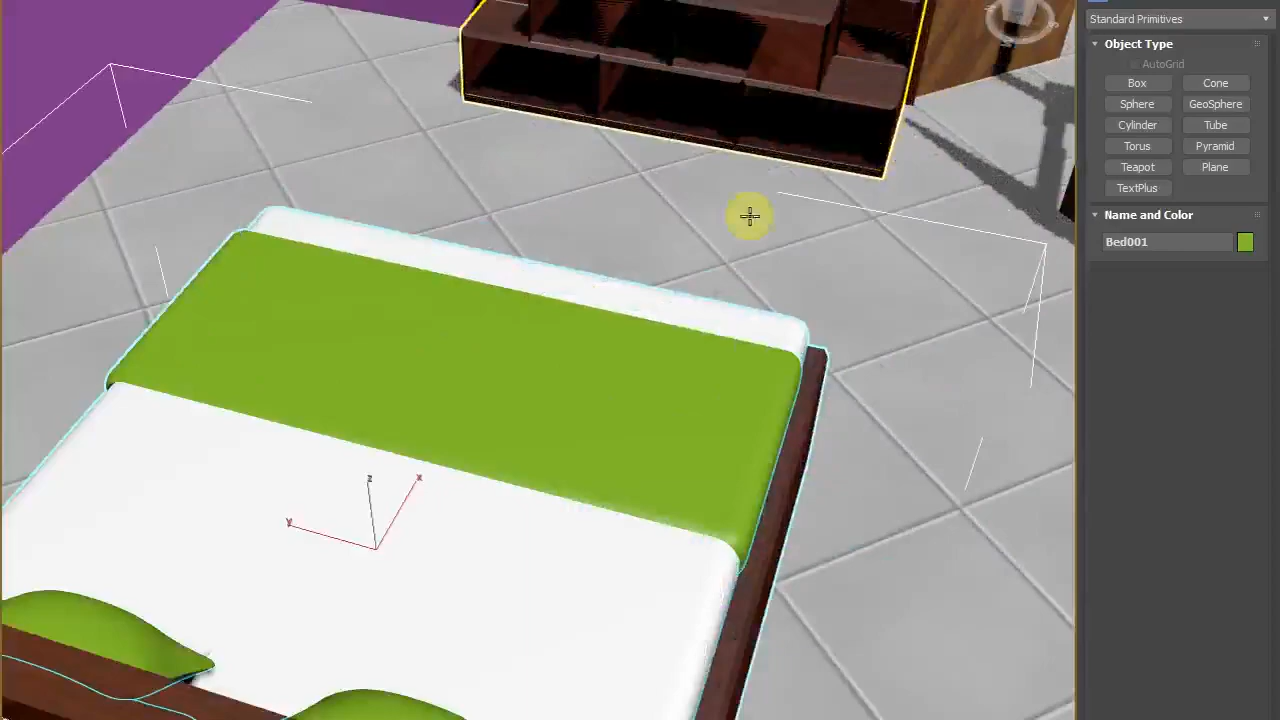 Standard Primitives
Object Type
AutoGrid
Box Cone
Sphere GeoSphere
Cylinder Tube
Torus Pyramid
Teapot Plane
TextPlus
Name and Color
Bed001
z
x
y